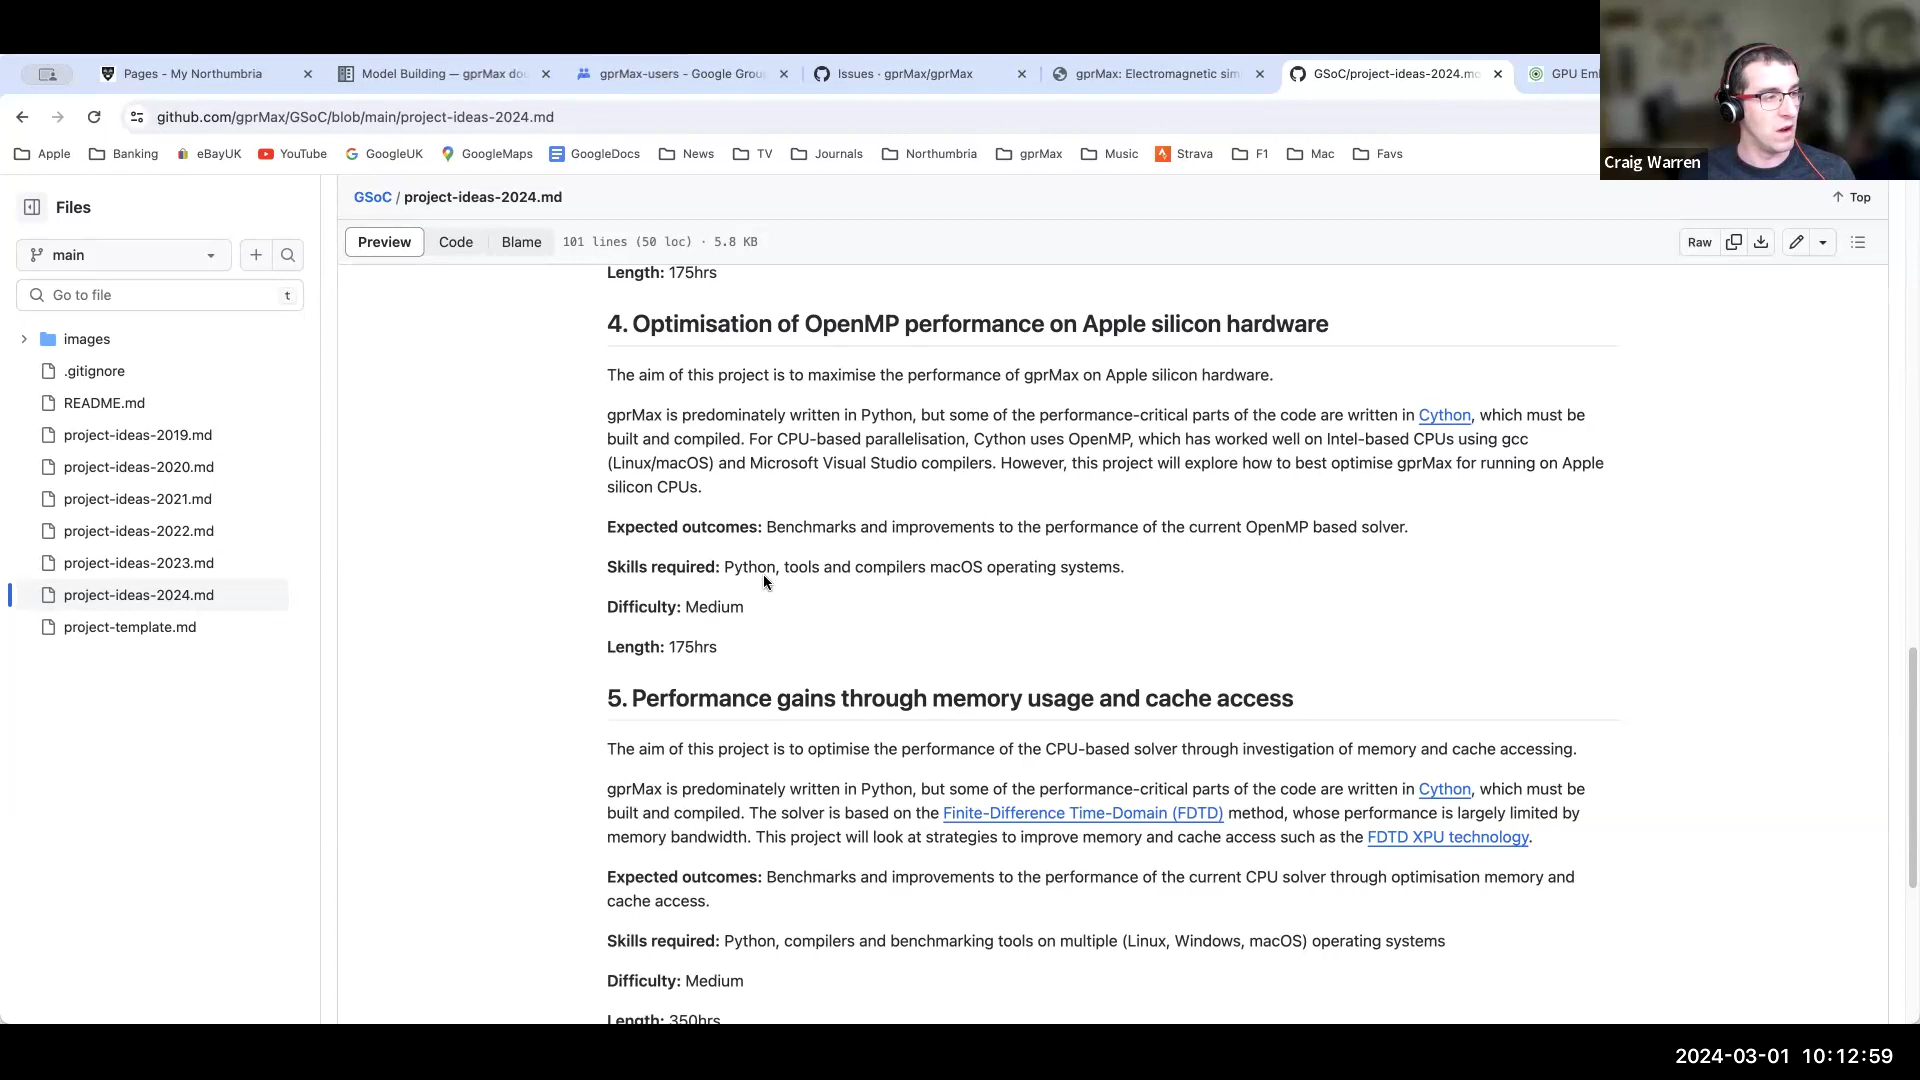 Pages - My Northumbria
Model Building — gprMax do
gprMax-users - Google Grou
Issues · gprMax/gprMax
gprMax: Electromagnetic sim
GSoC/project-ideas-2024.m
GPU Em
github.com/gprMax/GSoC/blob/main/project-ideas-2024.md
Apple
Banking
eBayUK
YouTube
GoogleUK
GoogleMaps
GoogleDocs
News
TV
Journals
Northumbria
gprMax
Music
Strava
F1
Mac
Favs
Craig Warren
Files
main
Go to file
t
images
.gitignore
README.md
project-ideas-2019.md
project-ideas-2020.md
project-ideas-2021.md
project-ideas-2022.md
project-ideas-2023.md
project-ideas-2024.md
project-template.md
GSoC / project-ideas-2024.md
Top
Preview
Code
Blame
101 lines (50 loc) · 5.8 KB
Raw
Length: 175hrs
4. Optimisation of OpenMP performance on Apple silicon hardware
The aim of this project is to maximise the performance of gprMax on Apple silicon hardware.
gprMax is predominately written in Python, but some of the performance-critical parts of the code are written in Cython, which must be
built and compiled. For CPU-based parallelisation, Cython uses OpenMP, which has worked well on Intel-based CPUs using gcc
(Linux/macOS) and Microsoft Visual Studio compilers. However, this project will explore how to best optimise gprMax for running on Apple
silicon CPUs.
Expected outcomes: Benchmarks and improvements to the performance of the current OpenMP based solver.
Skills required: Python, tools and compilers macOS operating systems.
Difficulty: Medium
Length: 175hrs
5. Performance gains through memory usage and cache access
The aim of this project is to optimise the performance of the CPU-based solver through investigation of memory and cache accessing.
gprMax is predominately written in Python, but some of the performance-critical parts of the code are written in Cython, which must be
built and compiled. The solver is based on the Finite-Difference Time-Domain (FDTD) method, whose performance is largely limited by
memory bandwidth. This project will look at strategies to improve memory and cache access such as the FDTD XPU technology.
Expected outcomes: Benchmarks and improvements to the performance of the current CPU solver through optimisation memory and
cache access.
Skills required: Python, compilers and benchmarking tools on multiple (Linux, Windows, macOS) operating systems
Difficulty: Medium
Length: 350hrs
2024-03-01 10:12:59